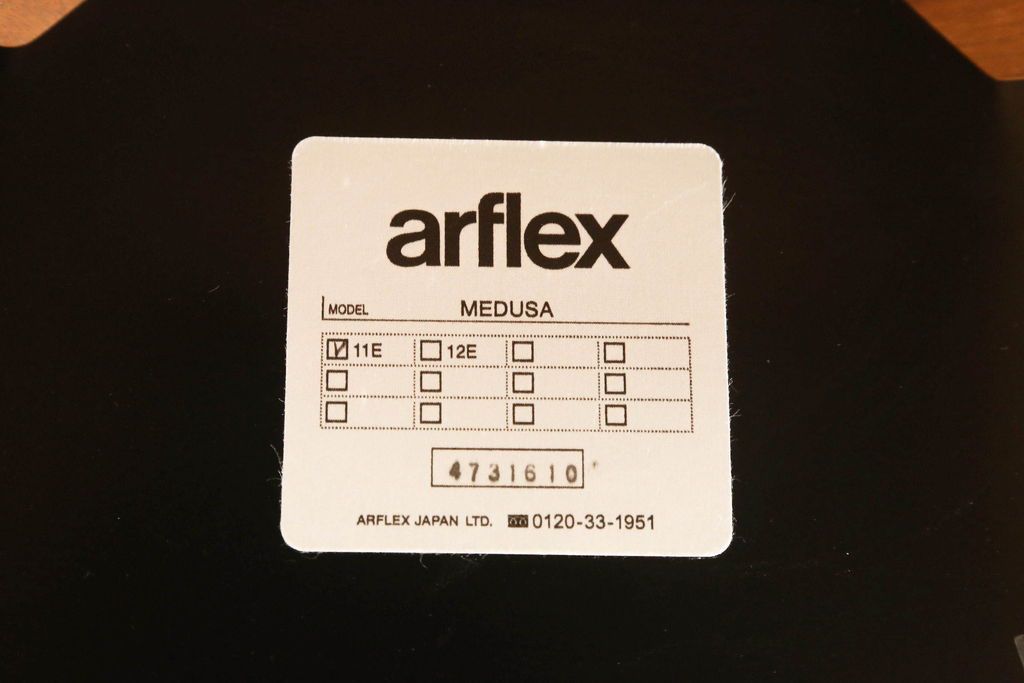 arflex
MODEL MEDUSA
☑ 11E ☐ 12E ☐ ☐
☐ ☐ ☐ ☐
☐ ☐ ☐ ☐
4731610
ARFLEX JAPAN LTD. 0120-33-1951